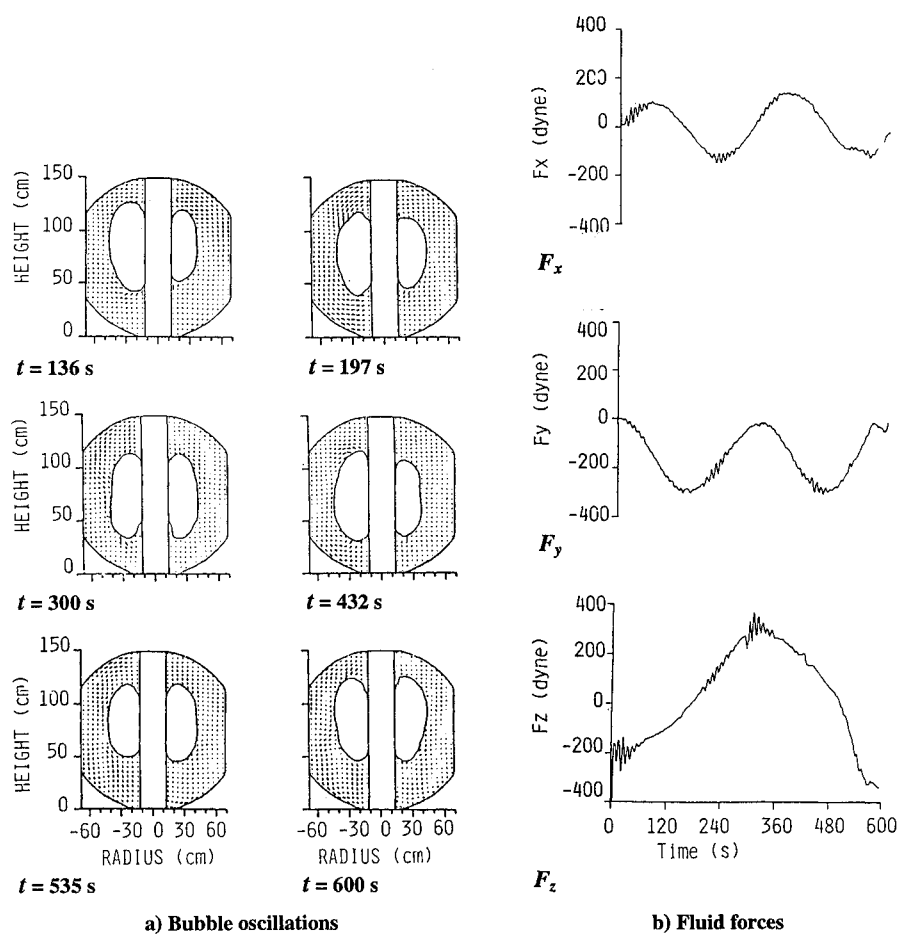 150
100
50
0
HEIGHT (cm)
t = 136 s
t = 197 s
150
100
50
0
HEIGHT (cm)
t = 300 s
t = 432 s
150
100
50
0
HEIGHT (cm)
-60 -30 0 30 60
RADIUS (cm)
-60 -30 0 30 60
RADIUS (cm)
t = 535 s
t = 600 s
a) Bubble oscillations
400
200
0
-200
-400
Fx (dyne)
Fx
400
200
0
-200
-400
Fy (dyne)
Fy
400
200
0
-200
-400
Fz (dyne)
0 120 240 360 480 600
Time (s)
Fz
b) Fluid forces